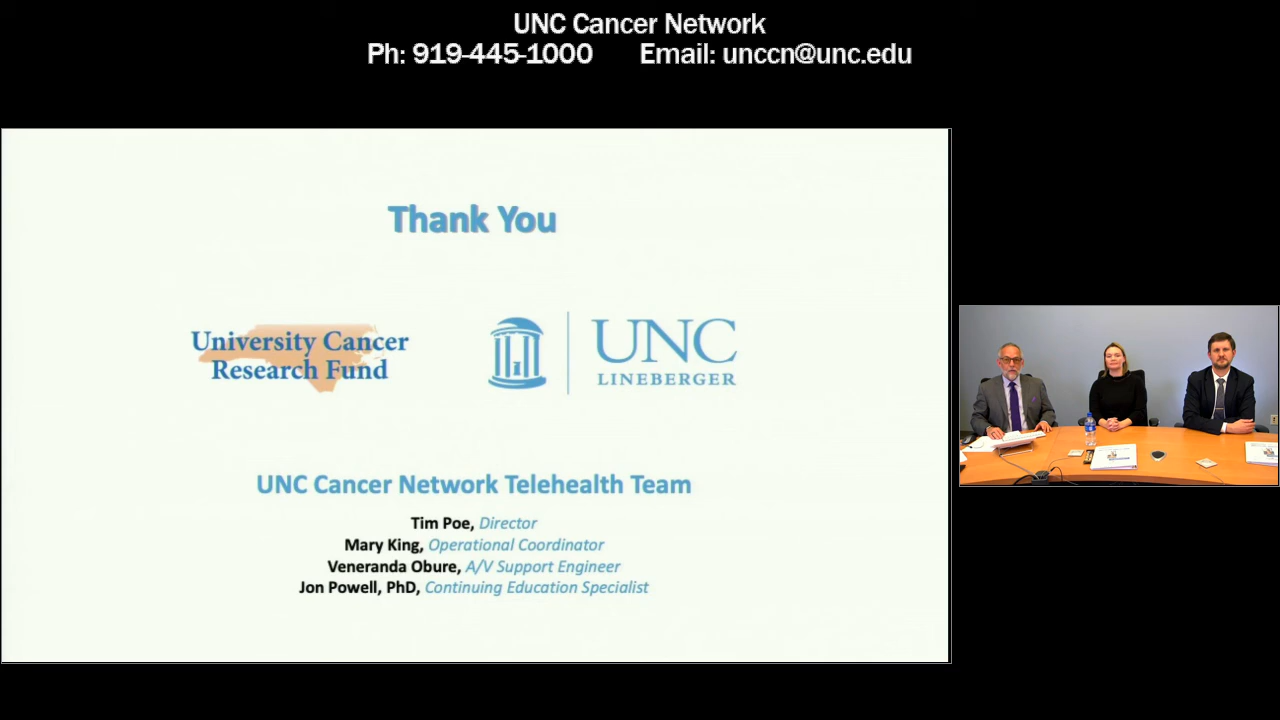 UNC Cancer Network
Ph: 919-445-1000 Email: unccn@unc.edu
Thank You
University Cancer
Research Fund
UNC
LINEBERGER
UNC Cancer Network Telehealth Team
Tim Poe, Director
Mary King, Operational Coordinator
Veneranda Obure, A/V Support Engineer
Jon Powell, PhD, Continuing Education Specialist